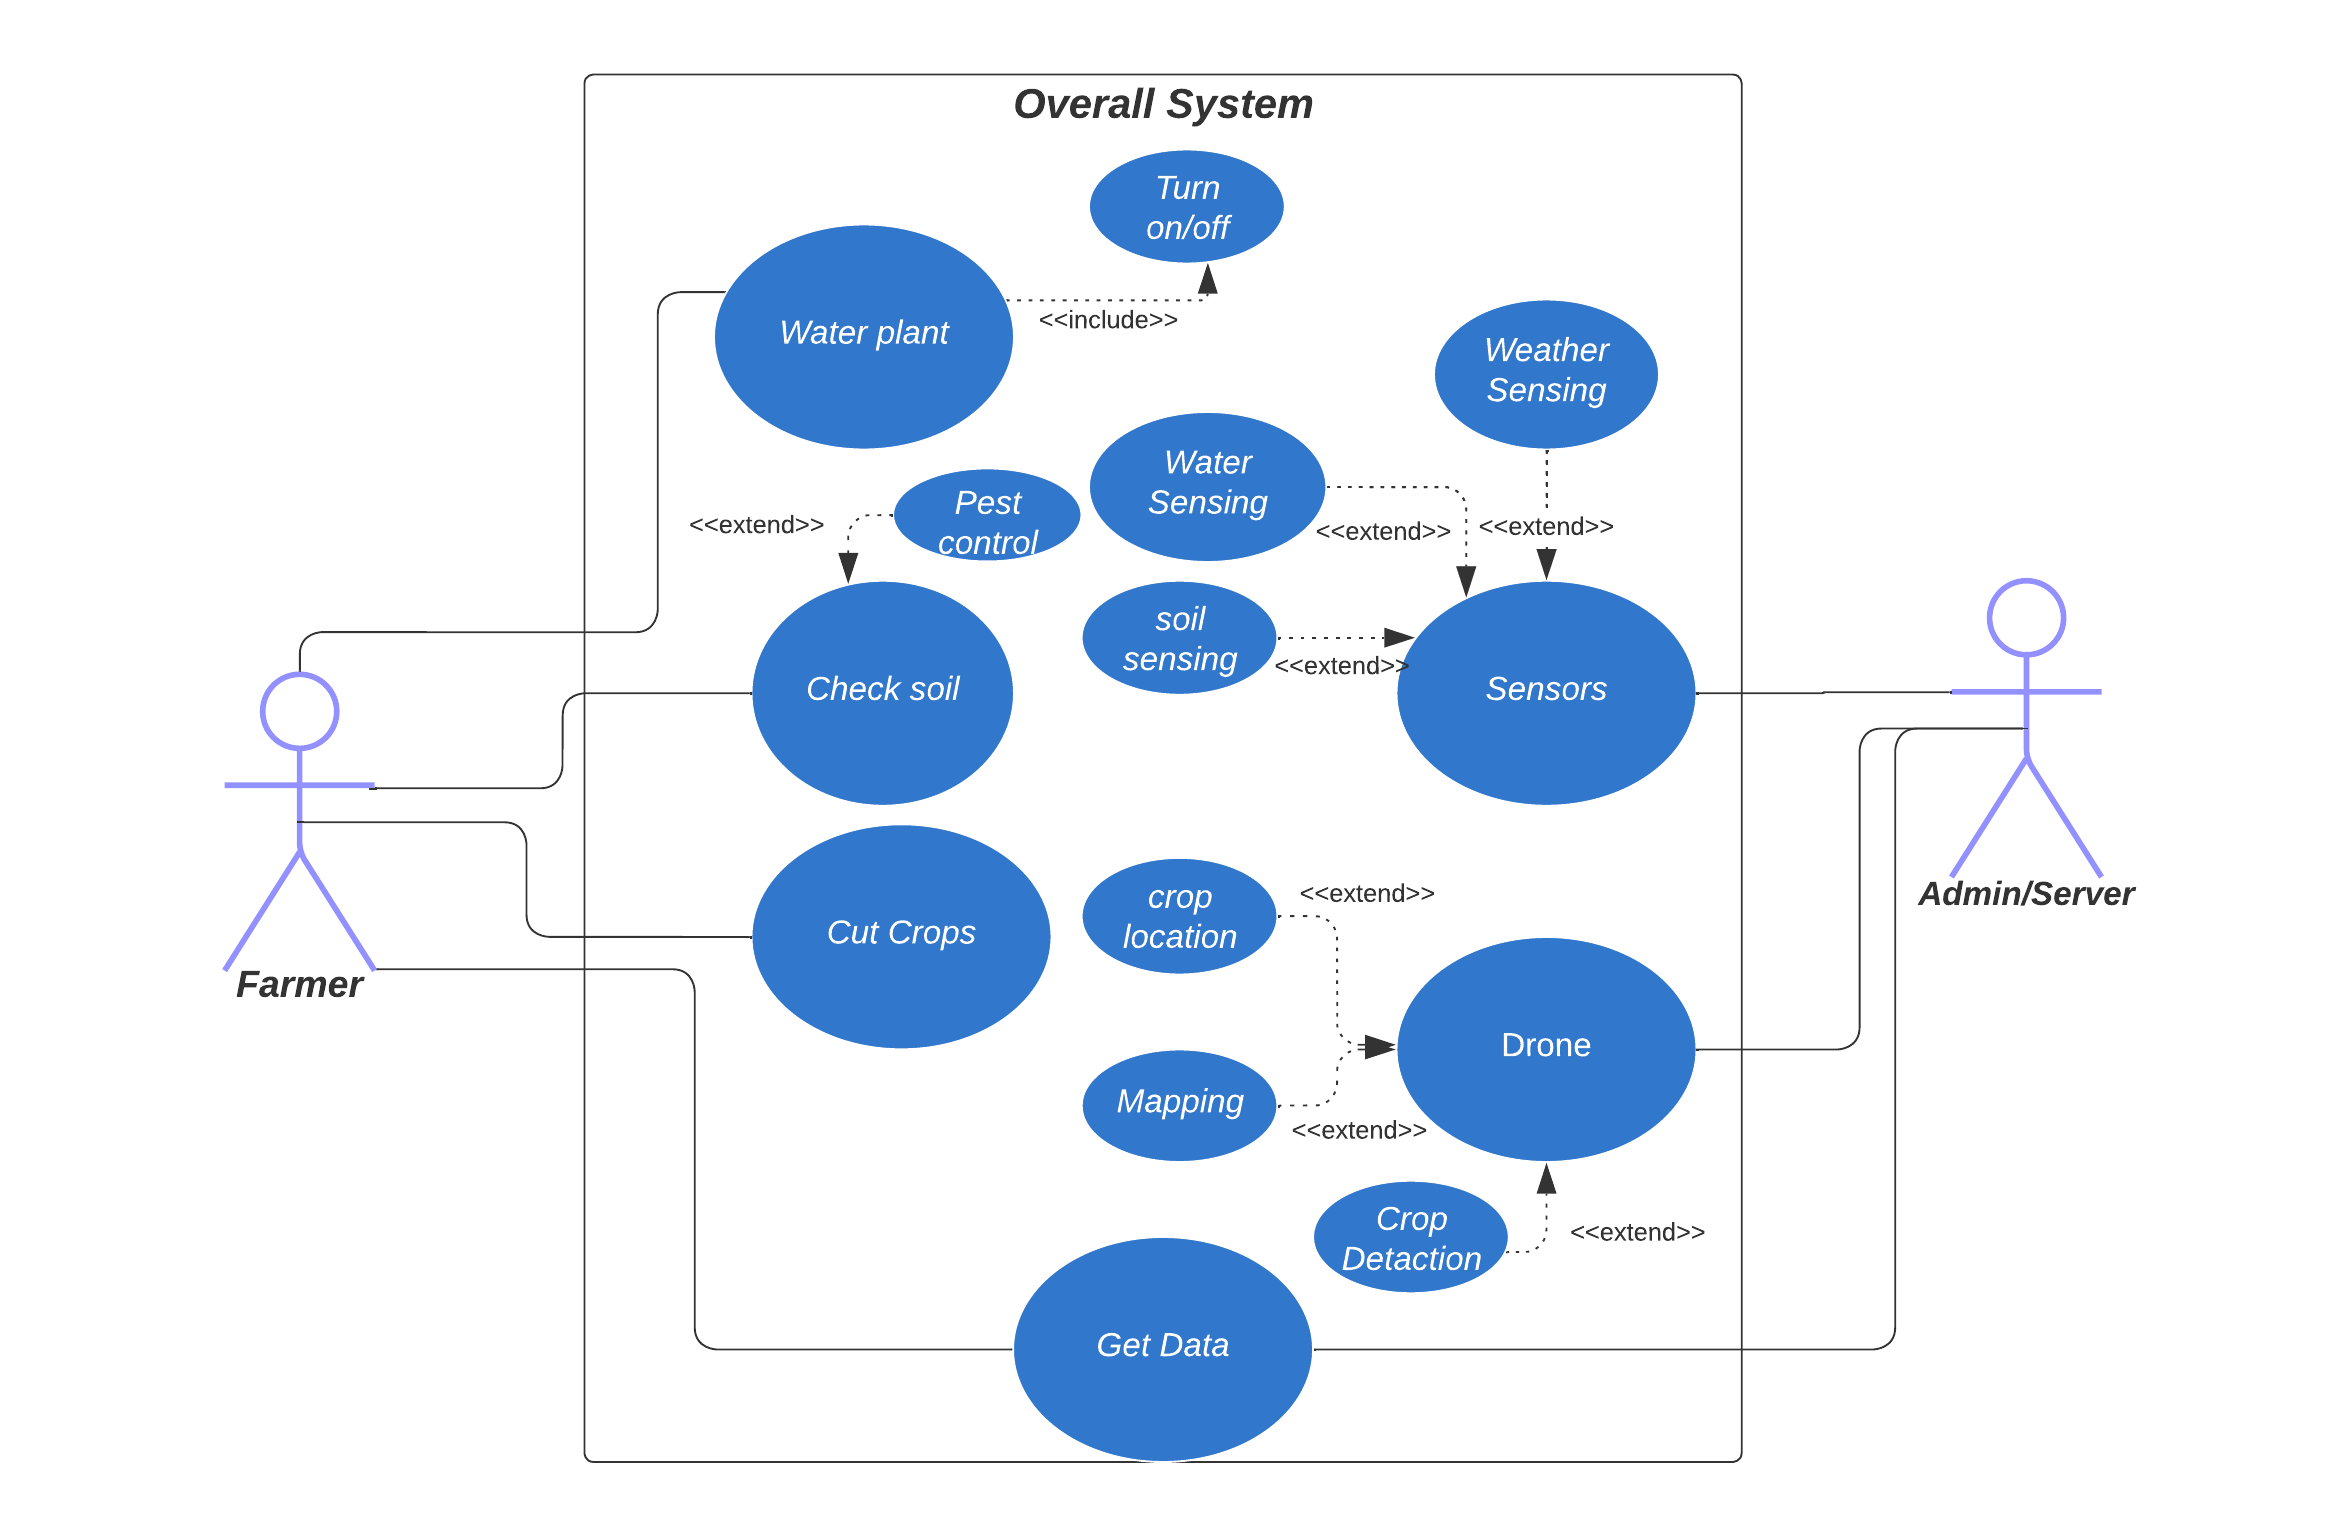 Overall System
Turn
on/off
Water plant
<<include>>
Weather
Sensing
Water
Sensing
Pest
control
<<extend>>
<<extend>>
<<extend>>
soil
sensing
<<extend>>
Check soil
Sensors
Admin/Server
crop
location
<<extend>>
Cut Crops
Farmer
Drone
Mapping
<<extend>>
Crop
Detaction
<<extend>>
Get Data